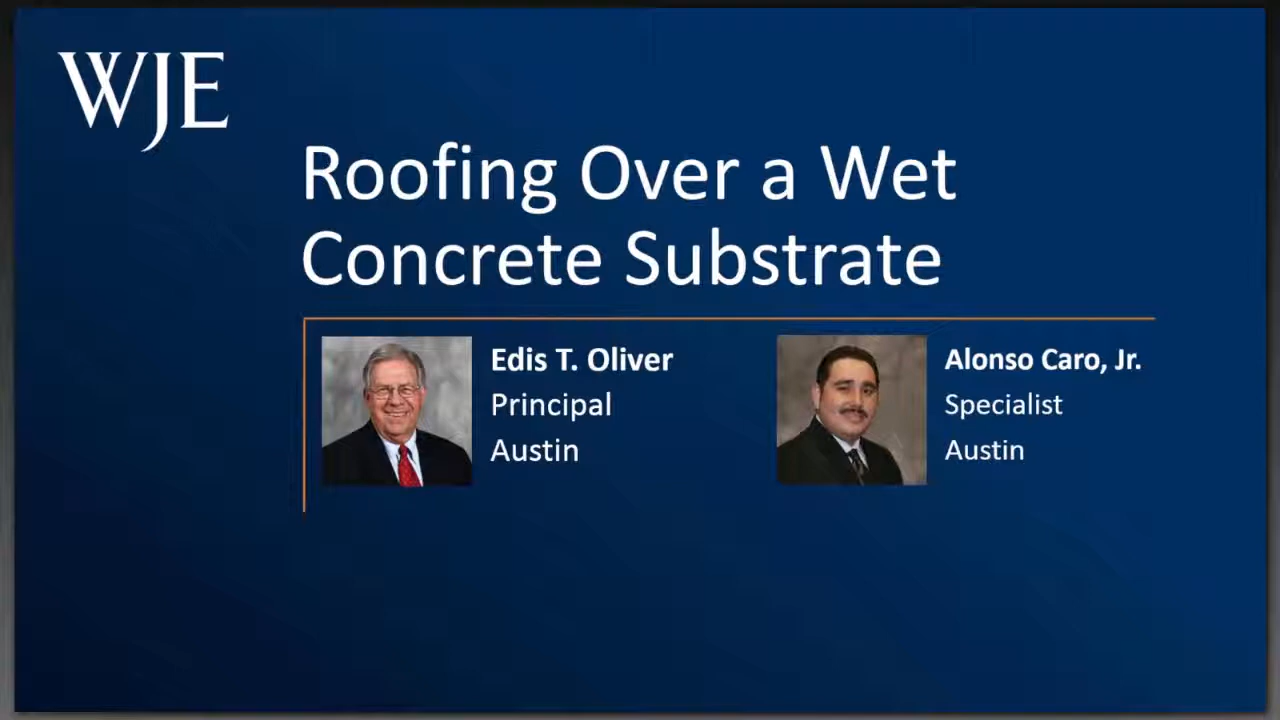 WJE
Roofing Over a Wet
Concrete Substrate
Edis T. Oliver
Principal
Austin
Alonso Caro, Jr.
Specialist
Austin